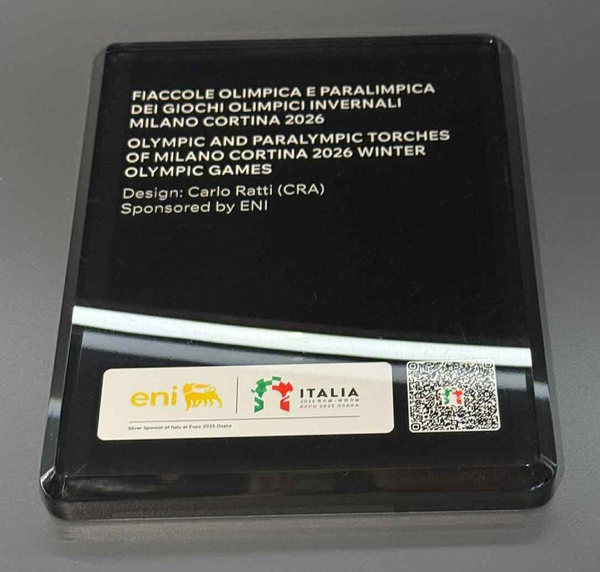 FIACCOLE OLIMPICA E PARALIMPICA
DEI GIOCHI OLIMPICI INVERNALI
MILANO CORTINA 2026
OLYMPIC AND PARALYMPIC TORCHES
OF MILANO CORTINA 2026 WINTER
OLYMPIC GAMES
Design: Carlo Ratti (CRA)
Sponsored by ENI
eni
ITALIA
EXPO 2025 OSAKA
Silver Sponsor of Italy at Expo 2025 Osaka